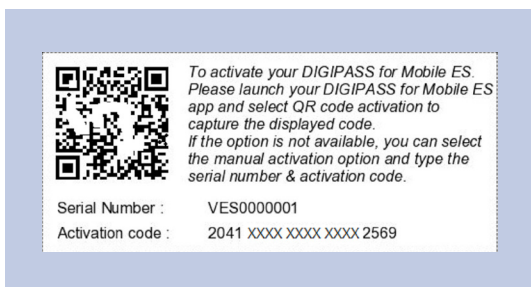 To activate your DIGIPASS for Mobile ES.
Please launch your DIGIPASS for Mobile ES
app and select QR code activation to
capture the displayed code.
If the option is not available, you can select
the manual activation option and type the
serial number & activation code.
Serial Number : VES0000001
Activation code : 2041 XXXX XXXX XXXX 2569